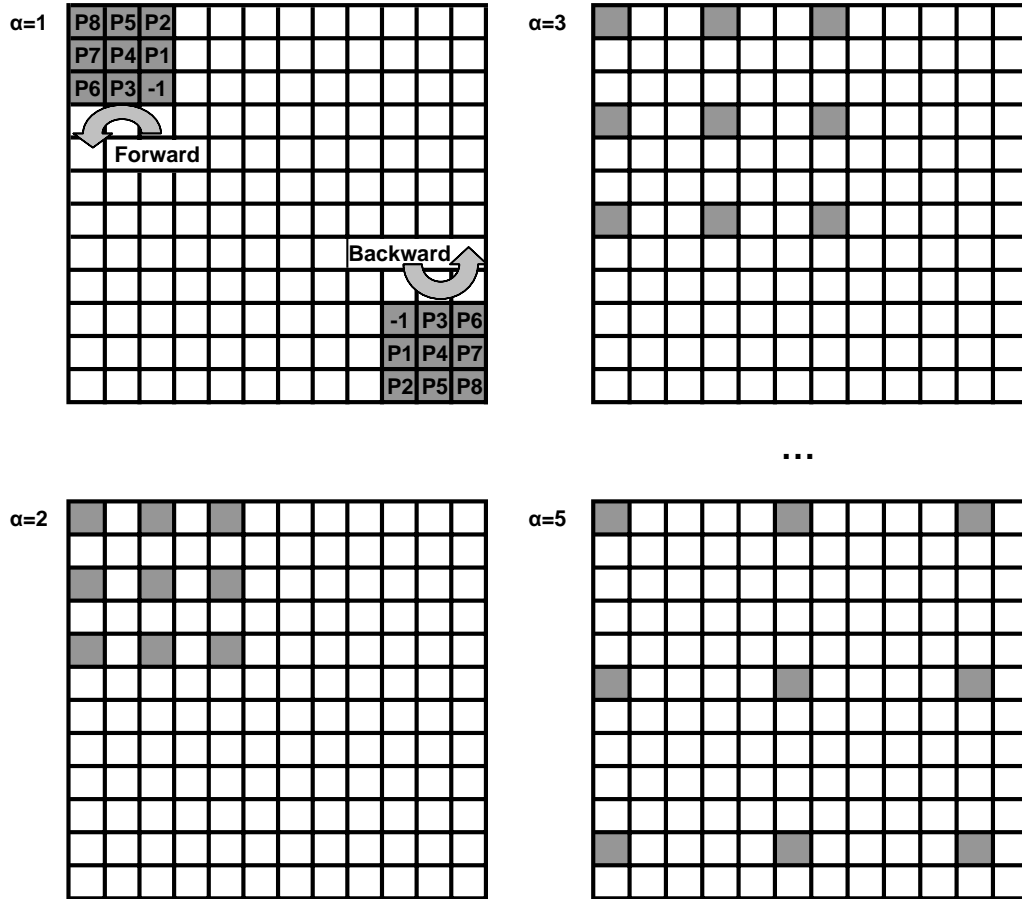 α=1
P8 P5 P2
P7 P4 P1
P6 P3 -1
Forward
Backward
-1 P3 P6
P1 P4 P7
P2 P5 P8
α=3
...
α=2
α=5